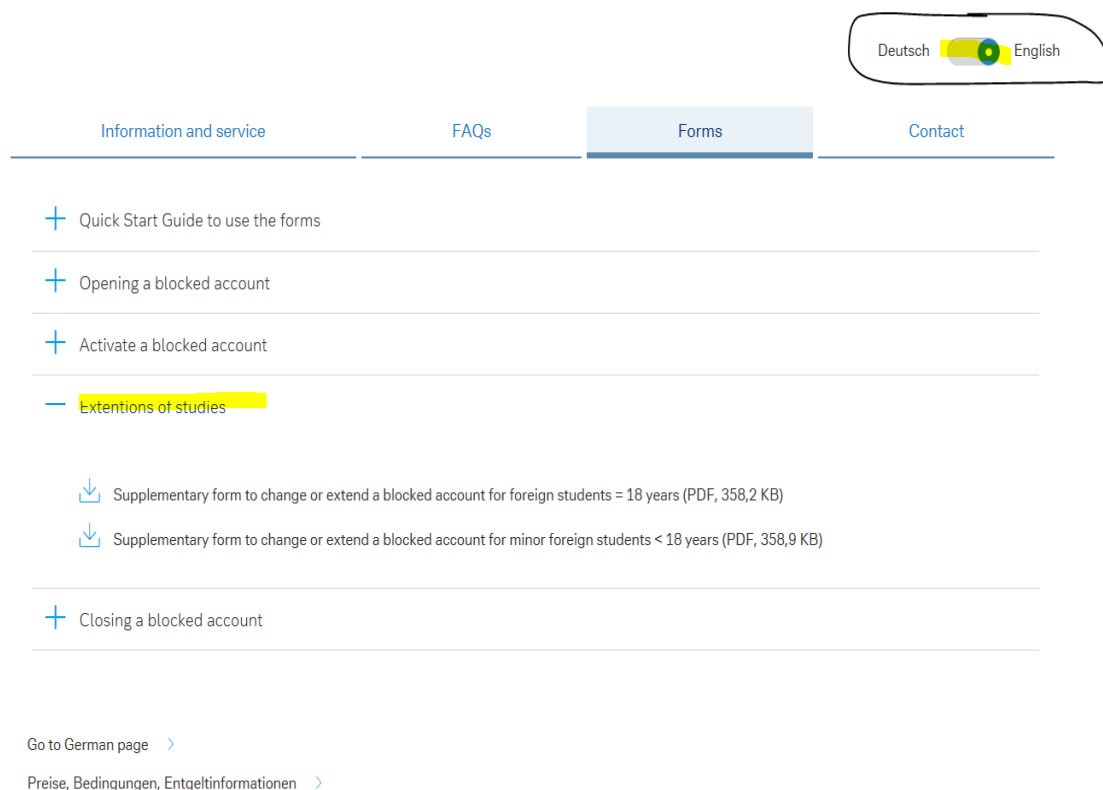 Deutsch English
Information and service FAQs Forms Contact
Quick Start Guide to use the forms
Opening a blocked account
Activate a blocked account
Extentions of studies
Supplementary form to change or extend a blocked account for foreign students = 18 years (PDF, 358,2 KB)
Supplementary form to change or extend a blocked account for minor foreign students < 18 years (PDF, 358,9 KB)
Closing a blocked account
Go to German page
Preise, Bedingungen, Entgeltinformationen